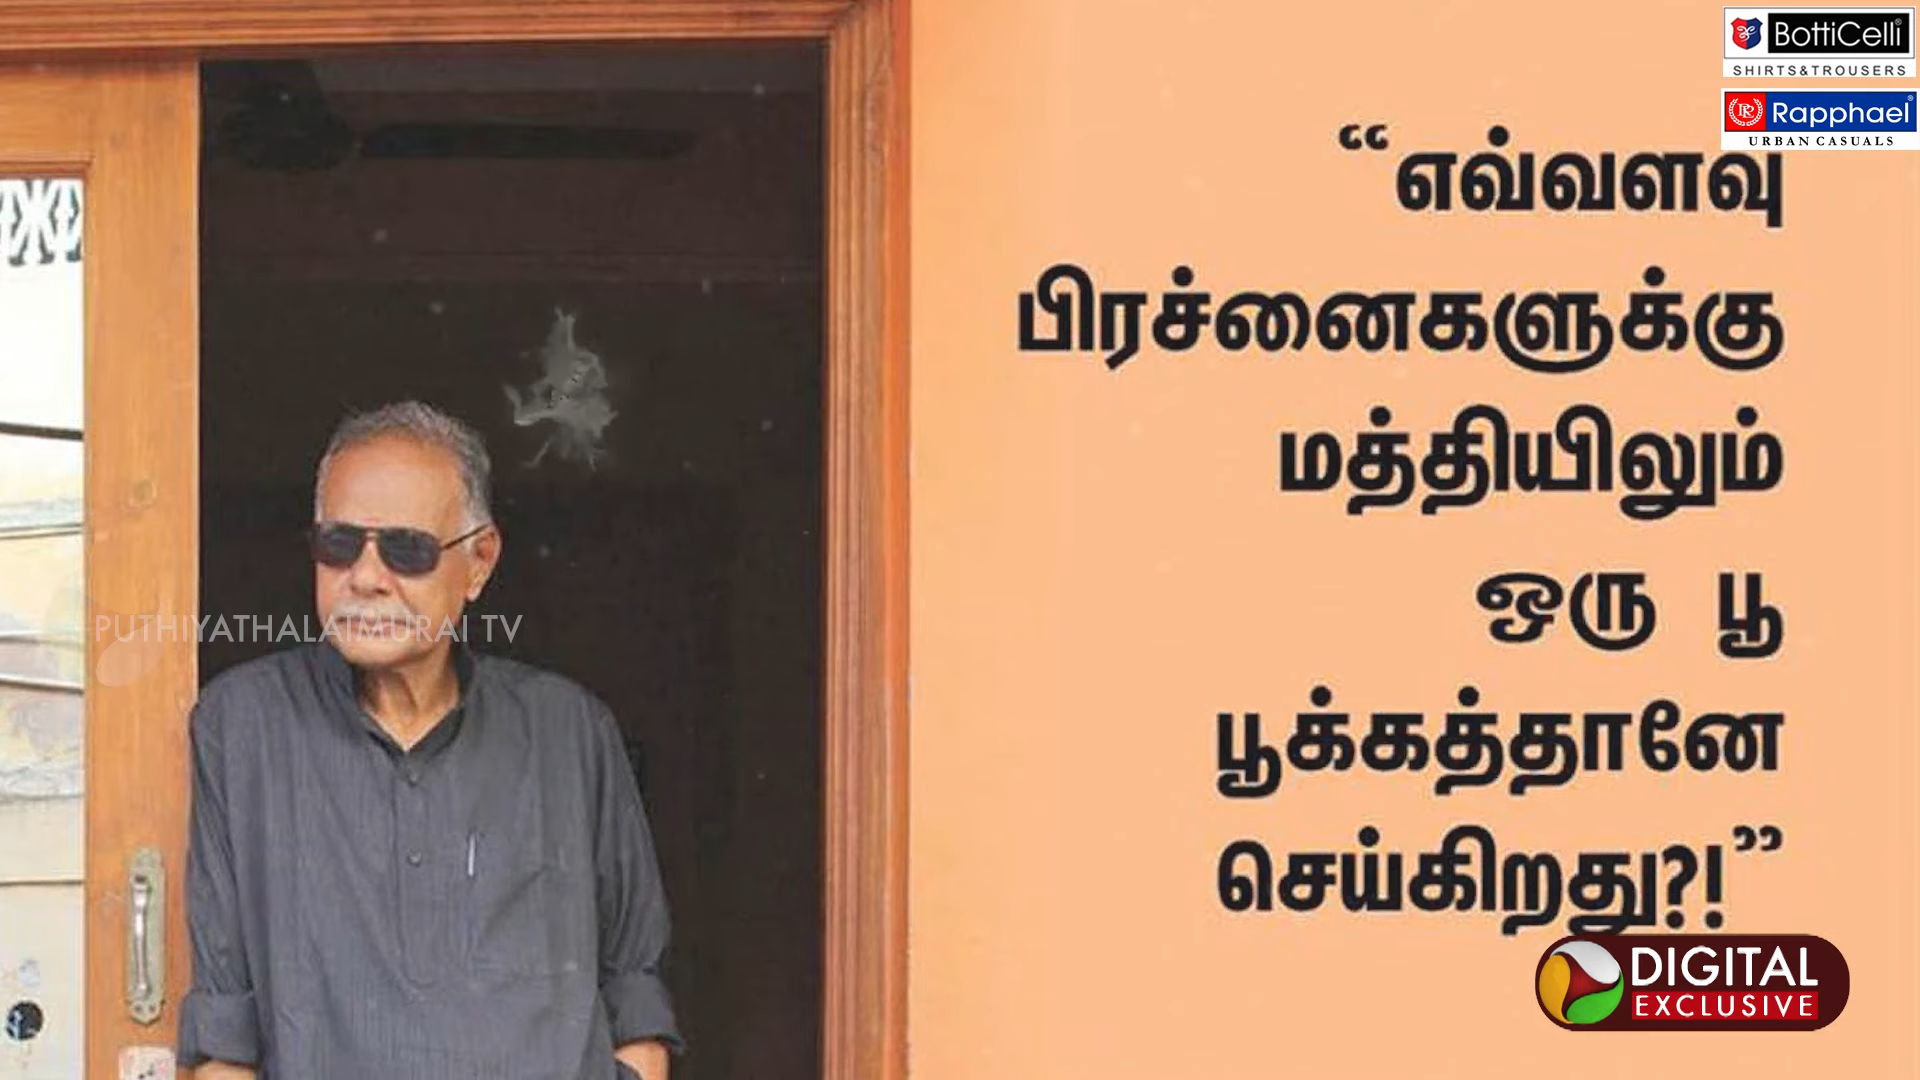 BottiCelli
SHIRTS&TROUSERS
Rapphael
URBAN CASUALS
“எவ்வளவு
பிரச்னைகளுக்கு
மத்தியிலும்
ஒரு பூ
பூக்கத்தானே
செய்கிறது?!”
PUTHIYATHALAIMURAI TV
DIGITAL
EXCLUSIVE